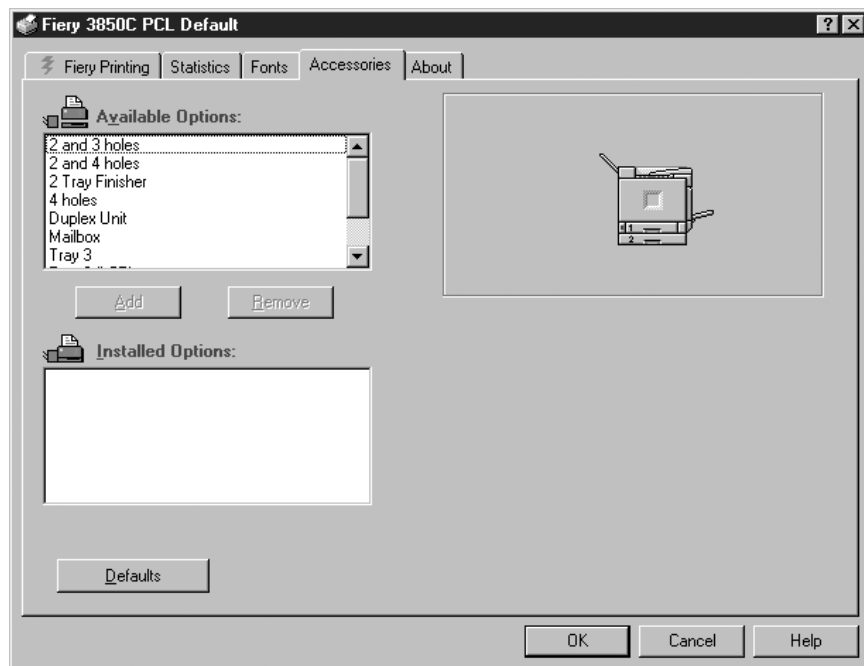 Fiery 3850C PCL Default
Fiery Printing Statistics Fonts Accessories About
Available Options:
2 and 3 holes
2 and 4 holes
2 Tray Finisher
4 holes
Duplex Unit
Mailbox
Tray 3
Add Remove
1
2
Installed Options:
Defaults
OK Cancel Help